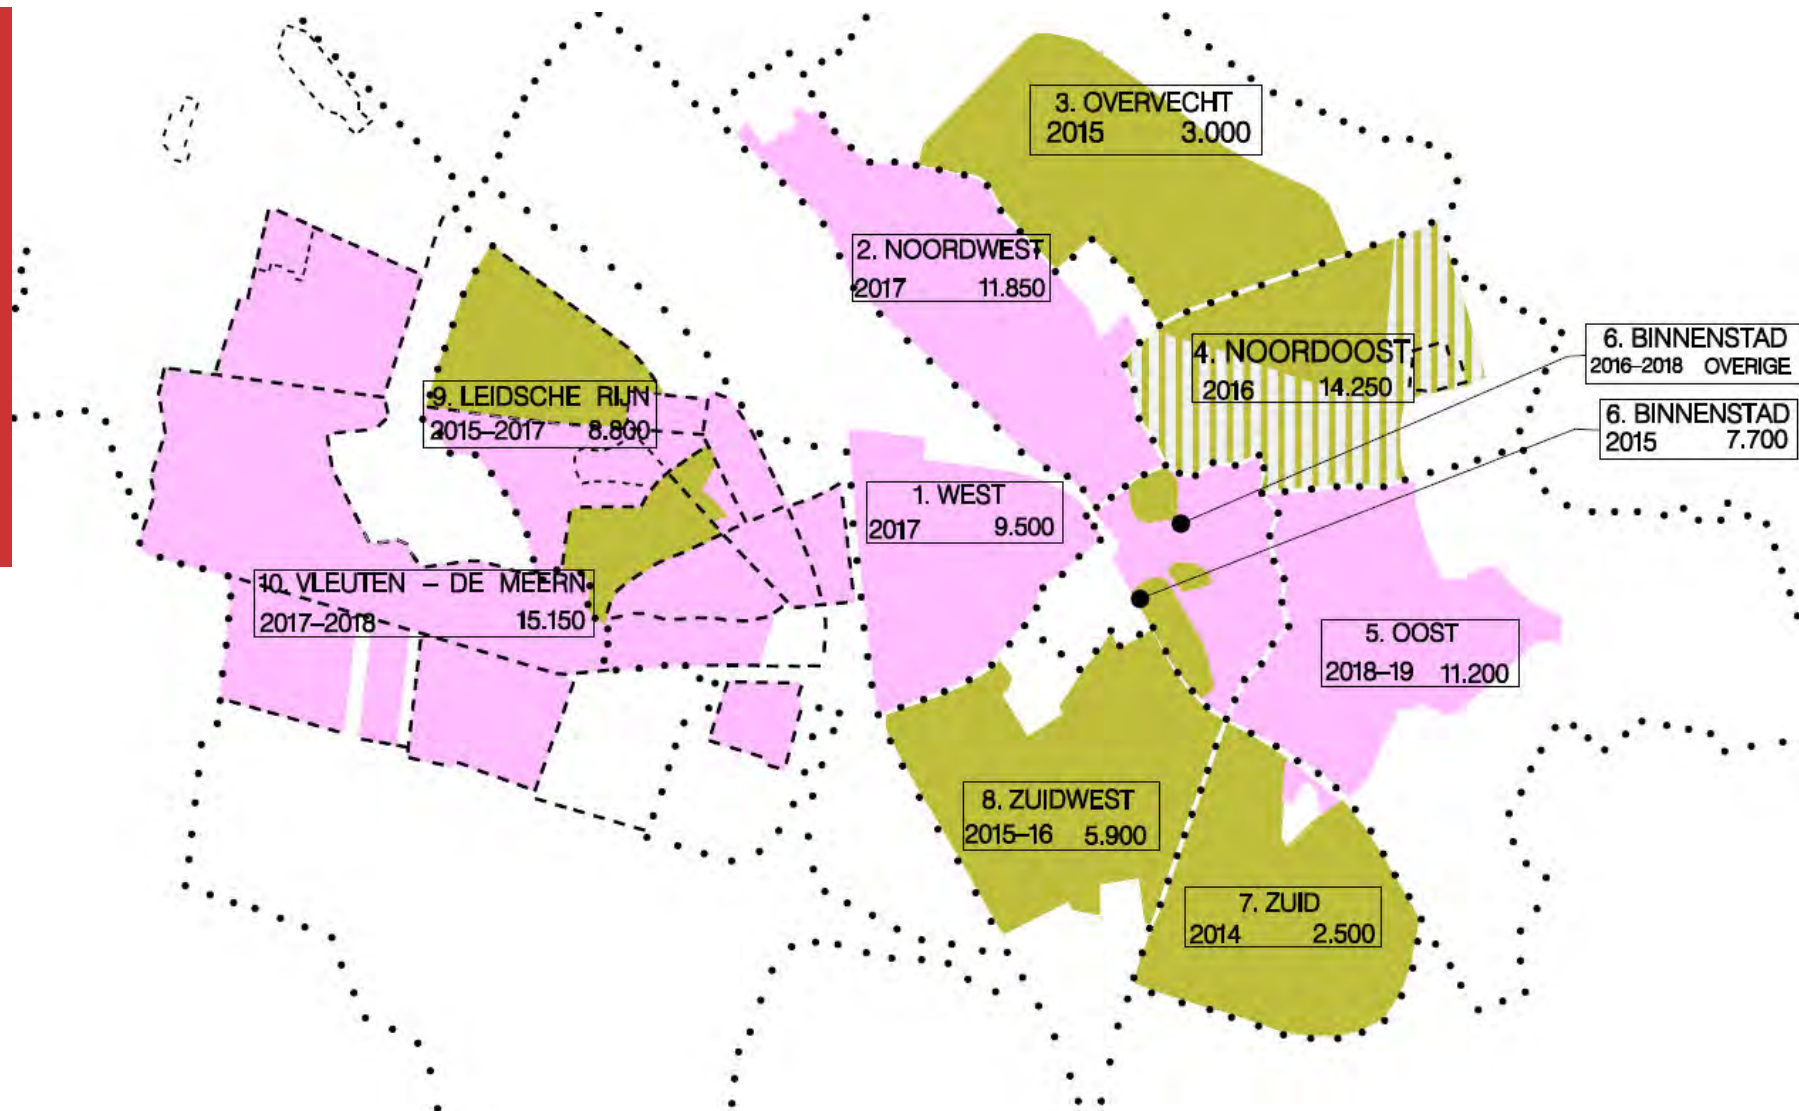 3. OVERVECHT
2015 3.000
2. NOORDWEST
2017 11.850
4. NOORDOOST
2016 14.250
6. BINNENSTAD
2016–2018 OVERIGE
6. BINNENSTAD
2015 7.700
9. LEIDSCHE RIJN
2015–2017 8.800
1. WEST
2017 9.500
10. VLEUTEN – DE MEERN
2017–2018 15.150
5. OOST
2018–19 11.200
8. ZUIDWEST
2015–16 5.900
7. ZUID
2014 2.500